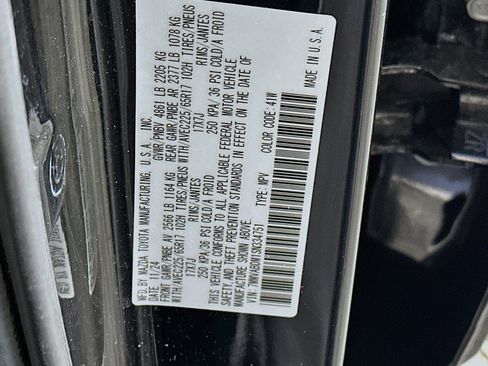 MFD.BY MAZDA TOYOTA MANUFACTURING, U.S.A., INC.
11/24 GVWR/PNBV 4861 LB 2205 KG
FRONT GAWR/PNBE AV 2566 LB 1164 KG REAR GAWR/PNBE AR 2377 LB 1078 KG
WITH/AVEC225/65R17 102H TIRES/PNEUS WITH/AVEC225/65R17 102H TIRES/PNEUS
17X7J RIMS/JANTES 17X7J RIMS/JANTES
250 KPA/36 PSI COLD/A FROID 250 KPA/36 PSI COLD/A FROID
THIS VEHICLE CONFORMS TO ALL APPLICABLE FEDERAL MOTOR VEHICLE
SAFETY, AND THEFT PREVENTION STANDARDS IN EFFECT ON THE DATE OF
MANUFACTURE SHOWN ABOVE.
TYPE: MPV COLOR CODE: 41W
MADE IN U.S.A.